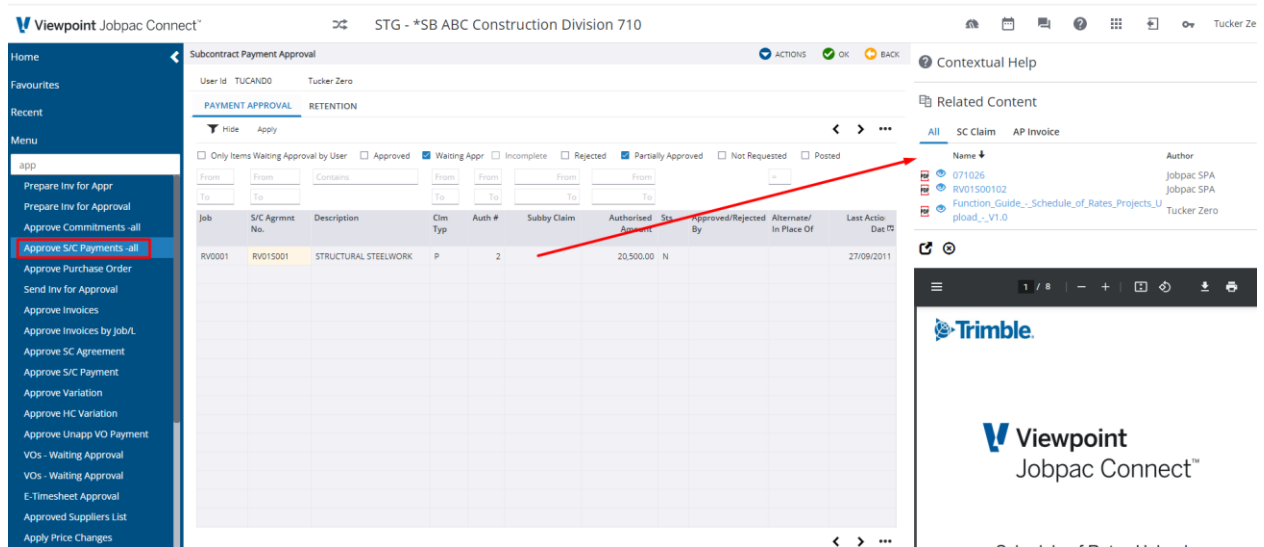 Viewpoint Jobpac Connect™
STG - *SB ABC Construction Division 710
Tucker Ze
Home
Favourites
Recent
Menu
app
Prepare Inv for Appr
Prepare Inv for Approval
Approve Commitments -all
Approve S/C Payments -all
Approve Purchase Order
Send Inv for Approval
Approve Invoices
Approve Invoices by Job/L
Approve SC Agreement
Approve S/C Payment
Approve Variation
Approve HC Variation
Approve Unapp VO Payment
VOs - Waiting Approval
VOs - Waiting Approval
E-Timesheet Approval
Approved Suppliers List
Apply Price Changes
Subcontract Payment Approval
ACTIONS OK BACK
User Id TUCAND0 Tucker Zero
PAYMENT APPROVAL RETENTION
Hide Apply
Only Items Waiting Approval by User Approved Waiting Appr Incomplete Rejected Partially Approved Not Requested Posted
From From Contains From From From From =
To To To To To To
Job S/C Agrmnt Description Clm Auth # Subby Claim Authorised Sts Approved/Rejected Alternate/ Last Action
No. Typ Amount By In Place Of Dat
RV0001 RV01S001 STRUCTURAL STEELWORK P 2 20,500.00 N 27/09/2011
Contextual Help
Related Content
All SC Claim AP Invoice
Name Author
071026 Jobpac SPA
RV01S00102 Jobpac SPA
Function_Guide_-_Schedule_of_Rates_Projects_U
pload_-_V1.0 Tucker Zero
1 / 8
Trimble.
Viewpoint
Jobpac Connect™